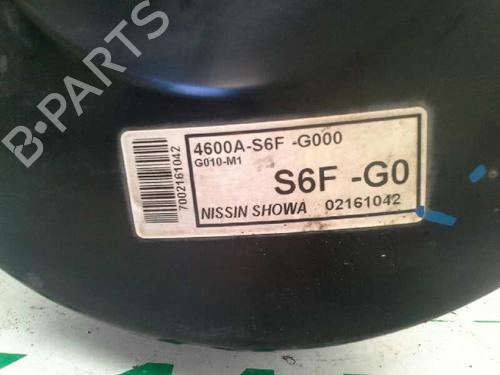 4600A-S6F -G000
G010-M1
S6F -G0
NISSIN SHOWA 02161042
7002161042
B-PARTS